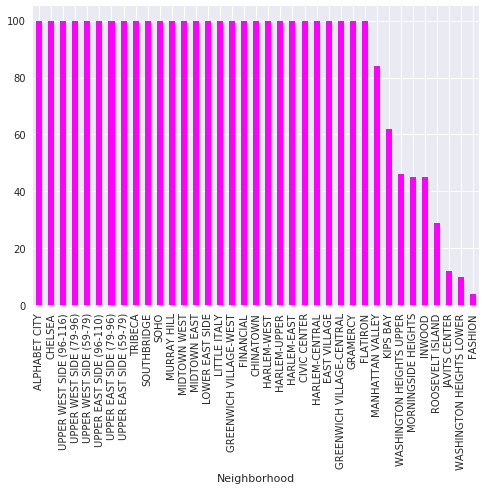 100
80
60
40
20
0
ALPHABET CITY
CHELSEA
UPPER WEST SIDE (96-116)
UPPER WEST SIDE (79-96)
UPPER WEST SIDE (59-79)
UPPER EAST SIDE (96-110)
UPPER EAST SIDE (79-96)
UPPER EAST SIDE (59-79)
TRIBECA
SOUTHBRIDGE
SOHO
MURRAY HILL
MIDTOWN WEST
MIDTOWN EAST
LOWER EAST SIDE
LITTLE ITALY
GREENWICH VILLAGE-WEST
FINANCIAL
CHINATOWN
HARLEM-WEST
HARLEM-UPPER
HARLEM-EAST
CIVIC CENTER
HARLEM-CENTRAL
EAST VILLAGE
GREENWICH VILLAGE-CENTRAL
GRAMERCY
FLATIRON
MANHATTAN VALLEY
KIPS BAY
WASHINGTON HEIGHTS UPPER
MORNINGSIDE HEIGHTS
INWOOD
ROOSEVELT ISLAND
JAVITS CENTER
WASHINGTON HEIGHTS LOWER
FASHION
Neighborhood